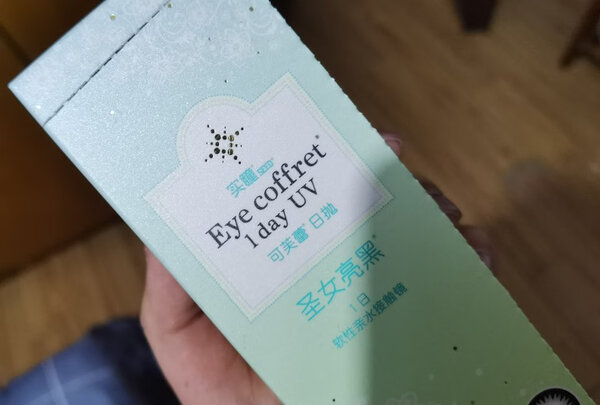 实瞳 SEED
Eye coffret®
1 day UV
可芙蕾® 日抛
圣女亮黑®
1 日
软性亲水接触镜